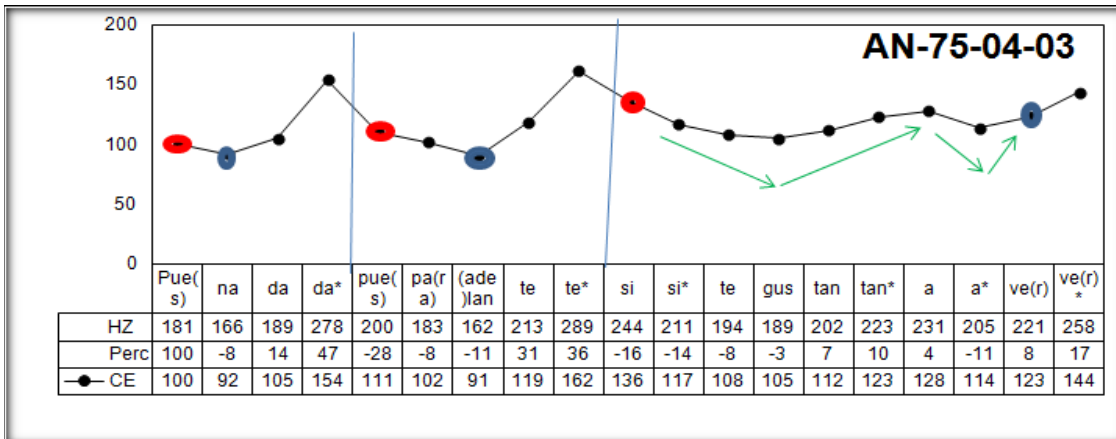 AN-75-04-03
200
150
100
50
0
Pue(s) na da da* pue(s) pa(ra) (ade)lan te te* si si* te gus tan tan* a a* ve(r) ve(r)*
HZ 181 166 189 278 200 183 162 213 289 244 211 194 189 202 223 231 205 221 258
Perc 100 -8 14 47 -28 -8 -11 31 36 -16 -14 -8 -3 7 10 4 -11 8 17
CE 100 92 105 154 111 102 91 119 162 136 117 108 105 112 123 128 114 123 144